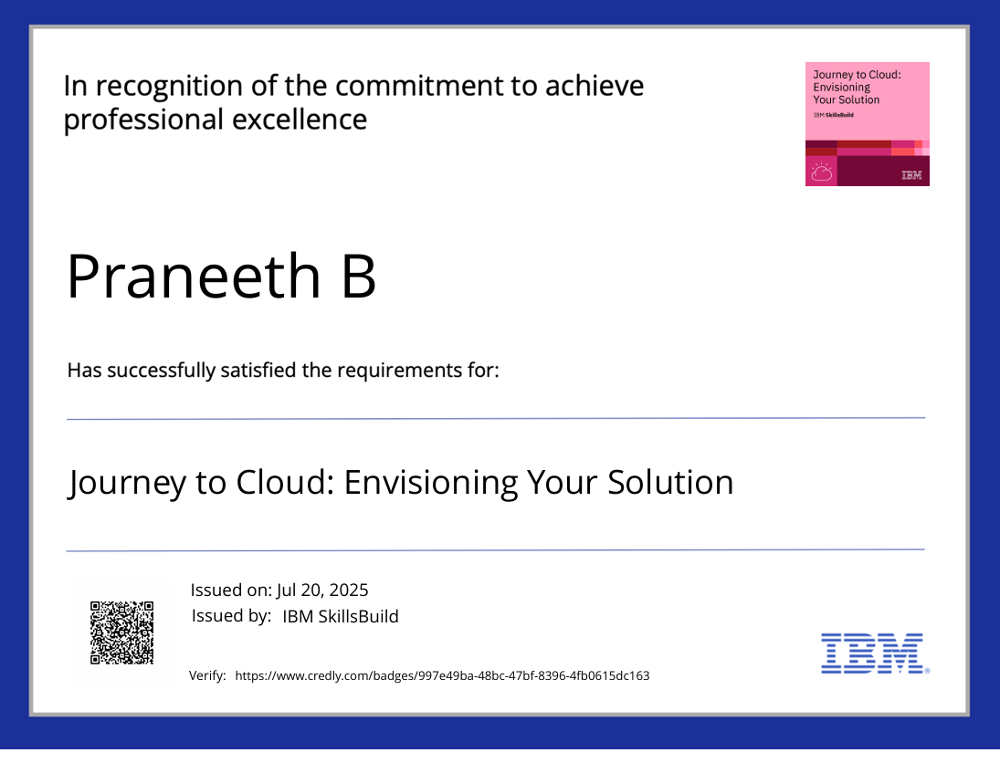 In recognition of the commitment to achieve
professional excellence
Journey to Cloud:
Envisioning
Your Solution
IBM SkillsBuild
IBM
Praneeth B
Has successfully satisfied the requirements for:
Journey to Cloud: Envisioning Your Solution
Issued on: Jul 20, 2025
Issued by: IBM SkillsBuild
IBM®
Verify: https://www.credly.com/badges/997e49ba-48bc-47bf-8396-4fb0615dc163